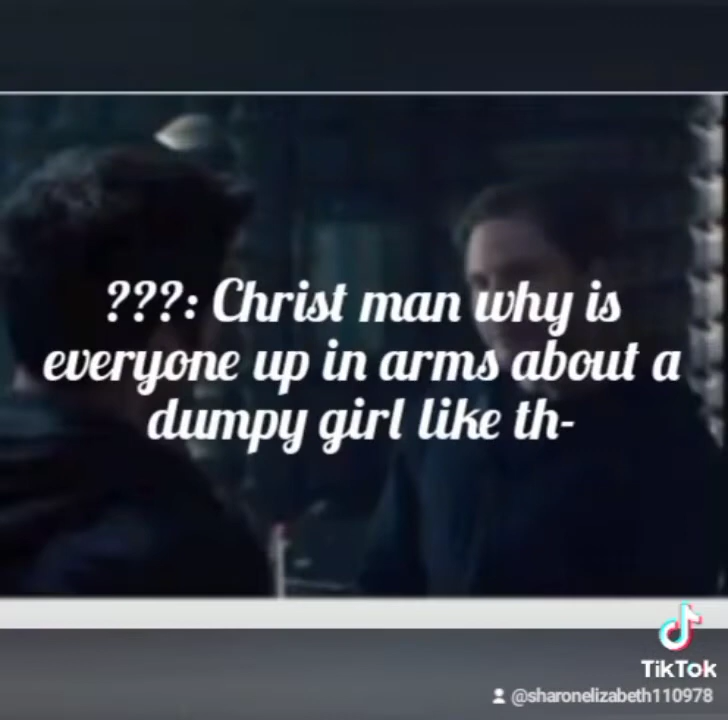 ???: Christ man why is
everyone up in arms about a
dumpy girl like th-
TikTok
@sharonelizabeth110978